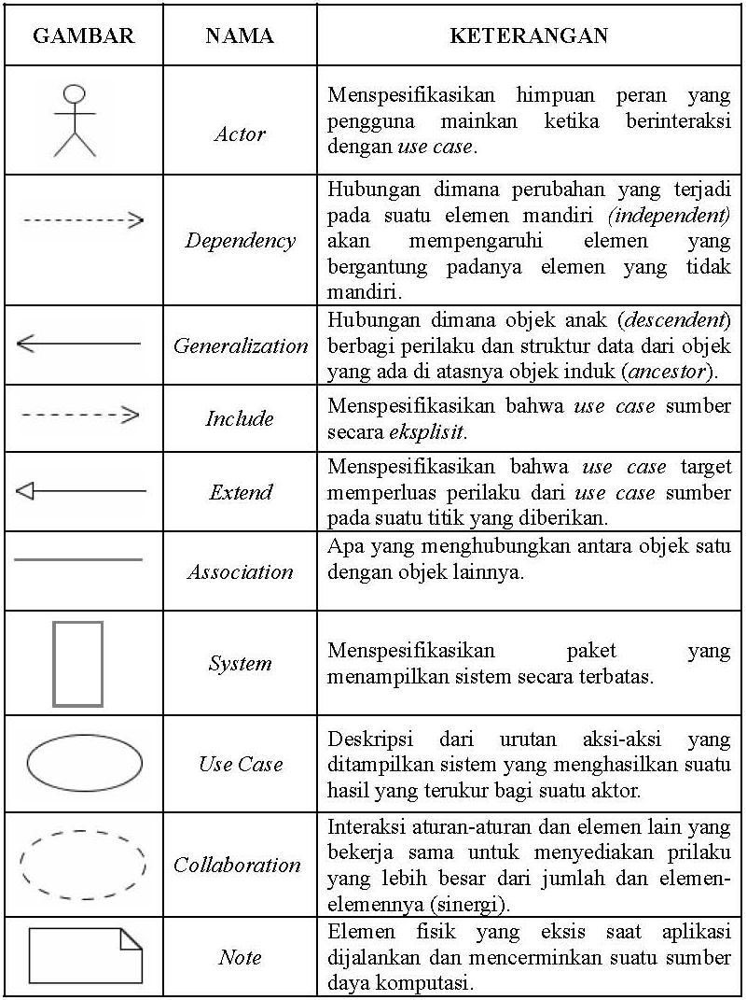 GAMBAR NAMA KETERANGAN
Actor
Menspesifikasikan himpuan peran yang
pengguna mainkan ketika berinteraksi
dengan use case.
Dependency
Hubungan dimana perubahan yang terjadi
pada suatu elemen mandiri (independent)
akan mempengaruhi elemen yang
bergantung padanya elemen yang tidak
mandiri.
Generalization
Hubungan dimana objek anak (descendent)
berbagi perilaku dan struktur data dari objek
yang ada di atasnya objek induk (ancestor).
Include
Menspesifikasikan bahwa use case sumber
secara eksplisit.
Extend
Menspesifikasikan bahwa use case target
memperluas perilaku dari use case sumber
pada suatu titik yang diberikan.
Association
Apa yang menghubungkan antara objek satu
dengan objek lainnya.
System
Menspesifikasikan paket yang
menampilkan sistem secara terbatas.
Use Case
Deskripsi dari urutan aksi-aksi yang
ditampilkan sistem yang menghasilkan suatu
hasil yang terukur bagi suatu aktor.
Collaboration
Interaksi aturan-aturan dan elemen lain yang
bekerja sama untuk menyediakan prilaku
yang lebih besar dari jumlah dan elemen-
elemennya (sinergi).
Note
Elemen fisik yang eksis saat aplikasi
dijalankan dan mencerminkan suatu sumber
daya komputasi.